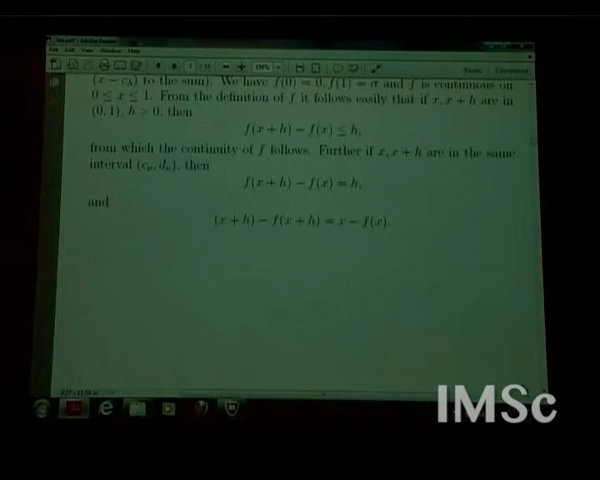 (x − c_λ) to the sum). We have f(0) = 0, f(1) = σ and f is continuous on
0 ≤ x ≤ 1. From the definition of f it follows easily that if x, x + h are in
(0, 1), h > 0, then
f(x + h) − f(x) ≤ h,
from which the continuity of f follows. Further if x, x + h are in the same
interval (c_ν, d_ν), then
f(x + h) − f(x) = h,
and
(x + h) − f(x + h) = x − f(x).
IMSc